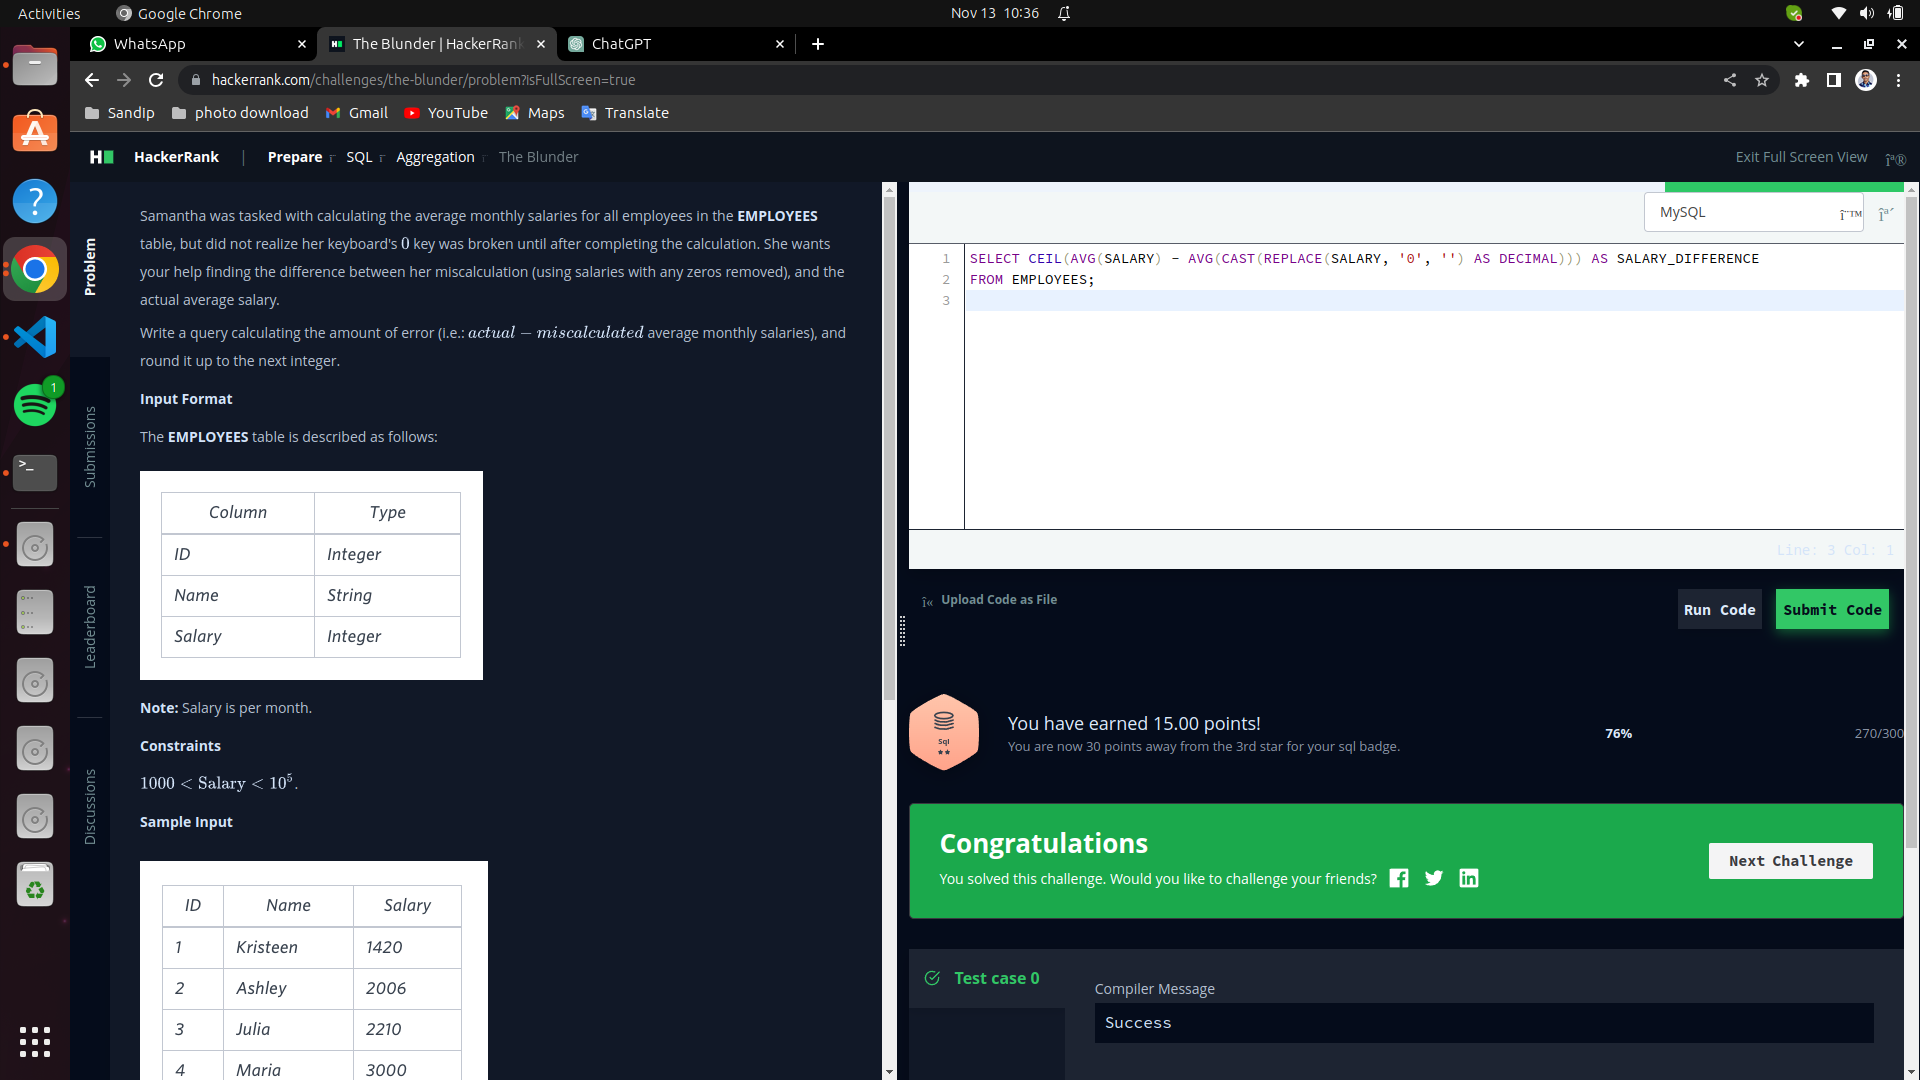 Activities
Google Chrome
Nov 13 10:36
WhatsApp
The Blunder | HackerRank
ChatGPT
hackerrank.com/challenges/the-blunder/problem?isFullScreen=true
Sandip
photo download
Gmail
YouTube
Maps
Translate
HackerRank
Prepare
SQL
Aggregation
The Blunder
Exit Full Screen View
Problem
Submissions
Leaderboard
Discussions
1
Samantha was tasked with calculating the average monthly salaries for all employees in the EMPLOYEES
table, but did not realize her keyboard's 0 key was broken until after completing the calculation. She wants
your help finding the difference between her miscalculation (using salaries with any zeros removed), and the
actual average salary.
Write a query calculating the amount of error (i.e.: actual − miscalculated average monthly salaries), and
round it up to the next integer.
Input Format
The EMPLOYEES table is described as follows:
Column Type
ID Integer
Name String
Salary Integer
Note: Salary is per month.
Constraints
1000 < Salary < 10⁵.
Sample Input
ID Name Salary
1 Kristeen 1420
2 Ashley 2006
3 Julia 2210
4 Maria 3000
MySQL
1 SELECT CEIL(AVG(SALARY) - AVG(CAST(REPLACE(SALARY, '0', '') AS DECIMAL))) AS SALARY_DIFFERENCE
2 FROM EMPLOYEES;
3
Line: 3 Col: 1
Upload Code as File
Run Code
Submit Code
Sql
You have earned 15.00 points!
You are now 30 points away from the 3rd star for your sql badge.
76%
270/300
Congratulations
You solved this challenge. Would you like to challenge your friends?
Next Challenge
Test case 0
Compiler Message
Success